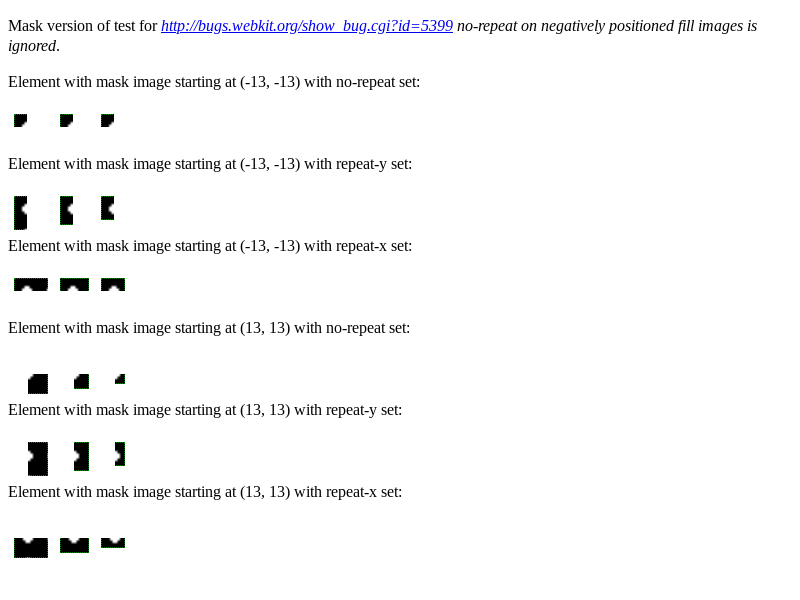 Mask version of test for http://bugs.webkit.org/show_bug.cgi?id=5399 no-repeat on negatively positioned fill images is
ignored.
Element with mask image starting at (-13, -13) with no-repeat set:
Element with mask image starting at (-13, -13) with repeat-y set:
Element with mask image starting at (-13, -13) with repeat-x set:
Element with mask image starting at (13, 13) with no-repeat set:
Element with mask image starting at (13, 13) with repeat-y set:
Element with mask image starting at (13, 13) with repeat-x set: